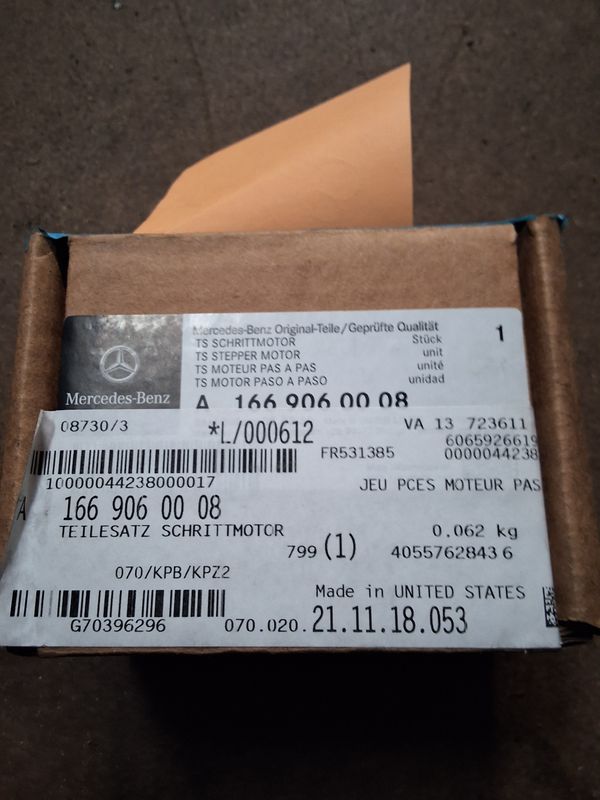 Mercedes-Benz Original-Teile/Geprüfte Qualität
1
TS SCHRITTMOTOR Stück
TS STEPPER MOTOR unit
TS MOTEUR PAS A PAS unité
TS MOTOR PASO A PASO unidad
Mercedes-Benz
A 166 906 00 08
08730/3
*L/000612
VA 13 723611
6065926619
FR531385
0000044238
10000044238000017
JEU PCES MOTEUR PAS
A 166 906 00 08
TEILESATZ SCHRITTMOTOR
0.062 kg
799 (1)
4055762843 6
070/KPB/KPZ2
Made in UNITED STATES
G70396296
070.020.21.11.18.053